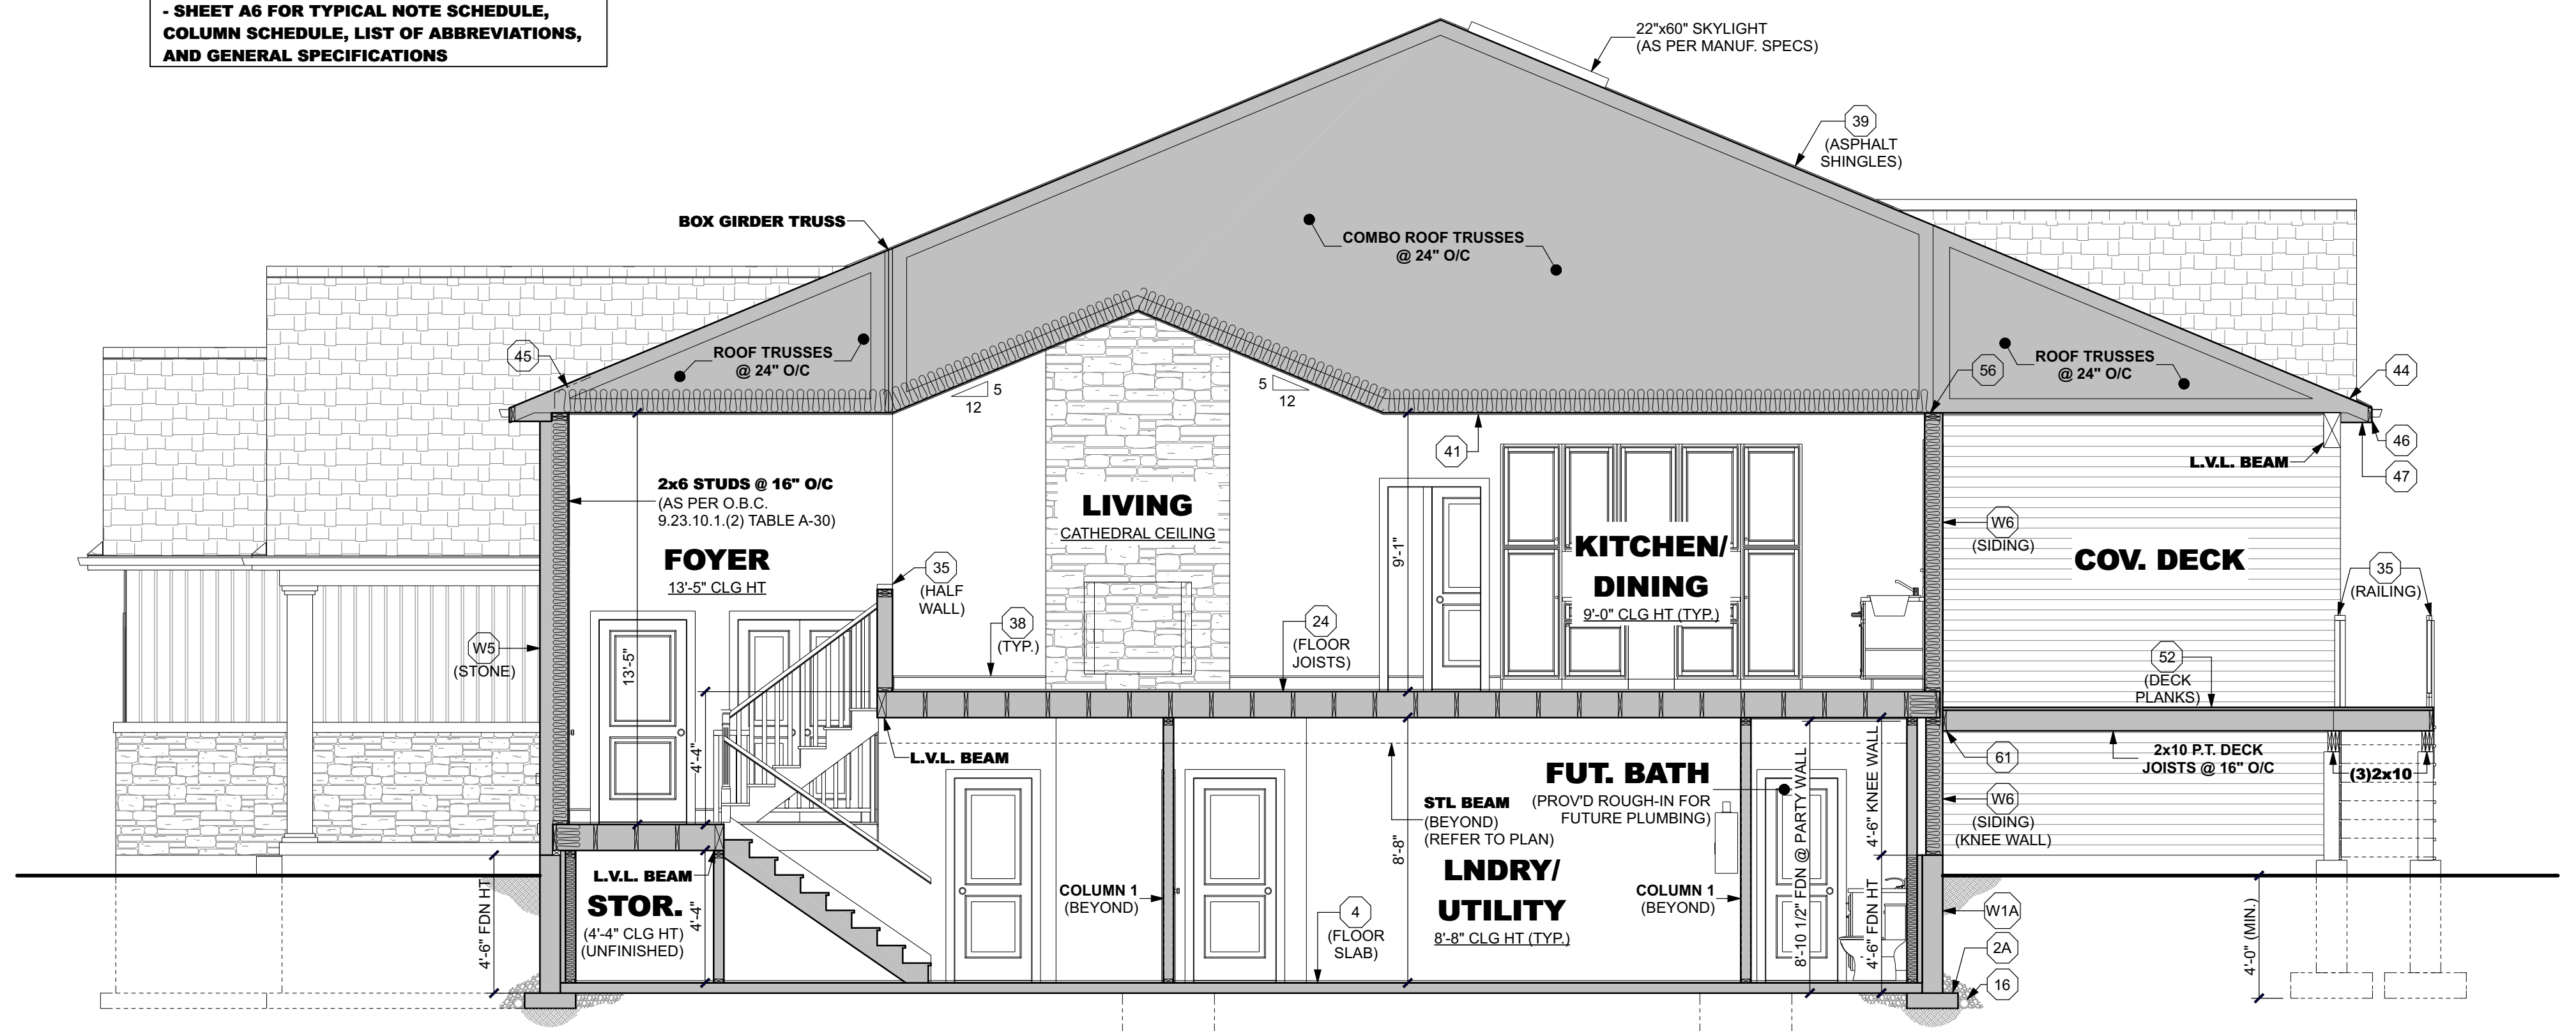 - SHEET A6 FOR TYPICAL NOTE SCHEDULE,
COLUMN SCHEDULE, LIST OF ABBREVIATIONS,
AND GENERAL SPECIFICATIONS
22"x60" SKYLIGHT
(AS PER MANUF. SPECS)
39
(ASPHALT
SHINGLES)
BOX GIRDER TRUSS
COMBO ROOF TRUSSES
@ 24" O/C
45
ROOF TRUSSES
@ 24" O/C
5
12
5
12
56
ROOF TRUSSES
@ 24" O/C
44
46
47
L.V.L. BEAM
41
2x6 STUDS @ 16" O/C
(AS PER O.B.C.
9.23.10.1.(2) TABLE A-30)
FOYER
13'-5" CLG HT
13'-5"
LIVING
CATHEDRAL CEILING
9'-1"
KITCHEN/
DINING
9'-0" CLG HT (TYP.)
W6
(SIDING)
COV. DECK
35
(HALF
WALL)
35
(RAILING)
38
(TYP.)
24
(FLOOR
JOISTS)
W5
(STONE)
52
(DECK
PLANKS)
4'-4"
L.V.L. BEAM
STL BEAM
(BEYOND)
(REFER TO PLAN)
FUT. BATH
(PROV'D ROUGH-IN FOR
FUTURE PLUMBING)
8'-10 1/2" FDN @ PARTY WALL
4'-6" KNEE WALL
61
2x10 P.T. DECK
JOISTS @ 16" O/C
(3)2x10
W6
(SIDING)
(KNEE WALL)
8'-8"
LNDRY/
UTILITY
8'-8" CLG HT (TYP.)
L.V.L. BEAM
STOR.
(4'-4" CLG HT)
(UNFINISHED)
4'-4"
4'-6" FDN HT
COLUMN 1
(BEYOND)
COLUMN 1
(BEYOND)
4
(FLOOR
SLAB)
4'-6" FDN HT
W1A
2A
16
4'-0" (MIN.)